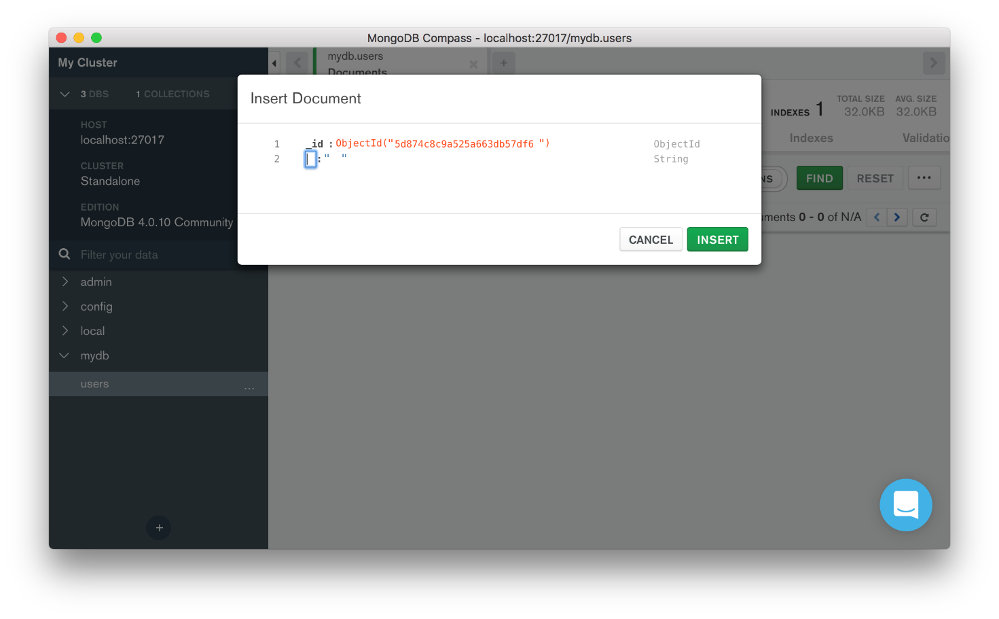 MongoDB Compass - localhost:27017/mydb.users
My Cluster
3 DBS 1 COLLECTIONS
HOST
localhost:27017
CLUSTER
Standalone
EDITION
MongoDB 4.0.10 Community
Filter your data
admin
config
local
mydb
users ...
+
mydb.users
Documents
+
INDEXES 1 TOTAL SIZE 32.0KB AVG. SIZE 32.0KB
Indexes Validatio
NS FIND RESET ...
ments 0 - 0 of N/A
Insert Document
1 _id : ObjectId("5d874c8c9a525a663db57df6 ") ObjectId
2 : " " String
CANCEL INSERT